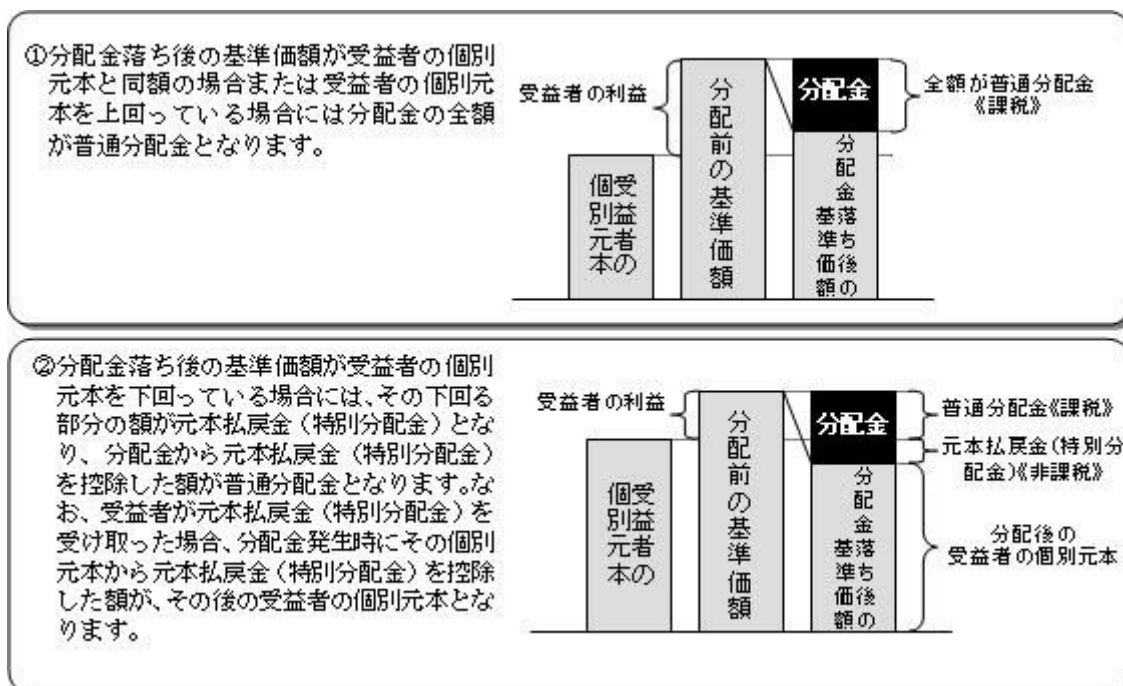 ①分配金落ち後の基準価額が受益者の個別
元本と同額の場合または受益者の個別元
本を上回っている場合には分配金の全額
が普通分配金となります。
受益者の利益
受益者の
個別元本
分配前の基準価額
分配金
分配金落ち後の
基準価額
全額が普通分配金
《課税》
②分配金落ち後の基準価額が受益者の個別
元本を下回っている場合には、その下回る
部分の額が元本払戻金(特別分配金)とな
り、分配金から元本払戻金(特別分配金)
を控除した額が普通分配金となります。な
お、受益者が元本払戻金(特別分配金)を
受け取った場合、分配金発生時にその個別
元本から元本払戻金(特別分配金)を控除
した額が、その後の受益者の個別元本とな
ります。
受益者の利益
受益者の
個別元本
分配前の基準価額
分配金
分配金落ち後の
基準価額
普通分配金《課税》
元本払戻金(特別分
配金)《非課税》
分配後の
受益者の個別元本